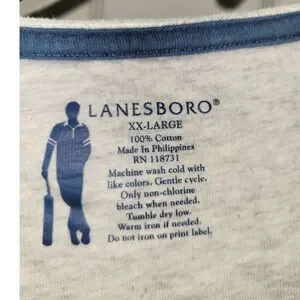 LANESBORO®
XX-LARGE
100% Cotton
Made In Philippines
RN 118731
Machine wash cold with
like colors. Gentle cycle.
Only non-chlorine
bleach when needed.
Tumble dry low.
Warm iron if needed.
Do not iron on print label.